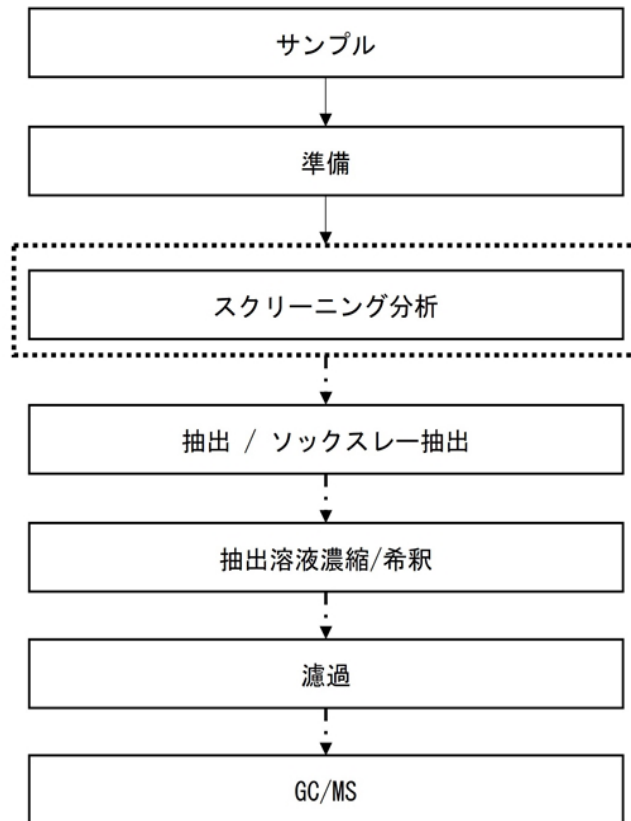 サンプル
準備
スクリーニング分析
抽出 / ソックスレー抽出
抽出溶液濃縮/希釈
濾過
GC/MS